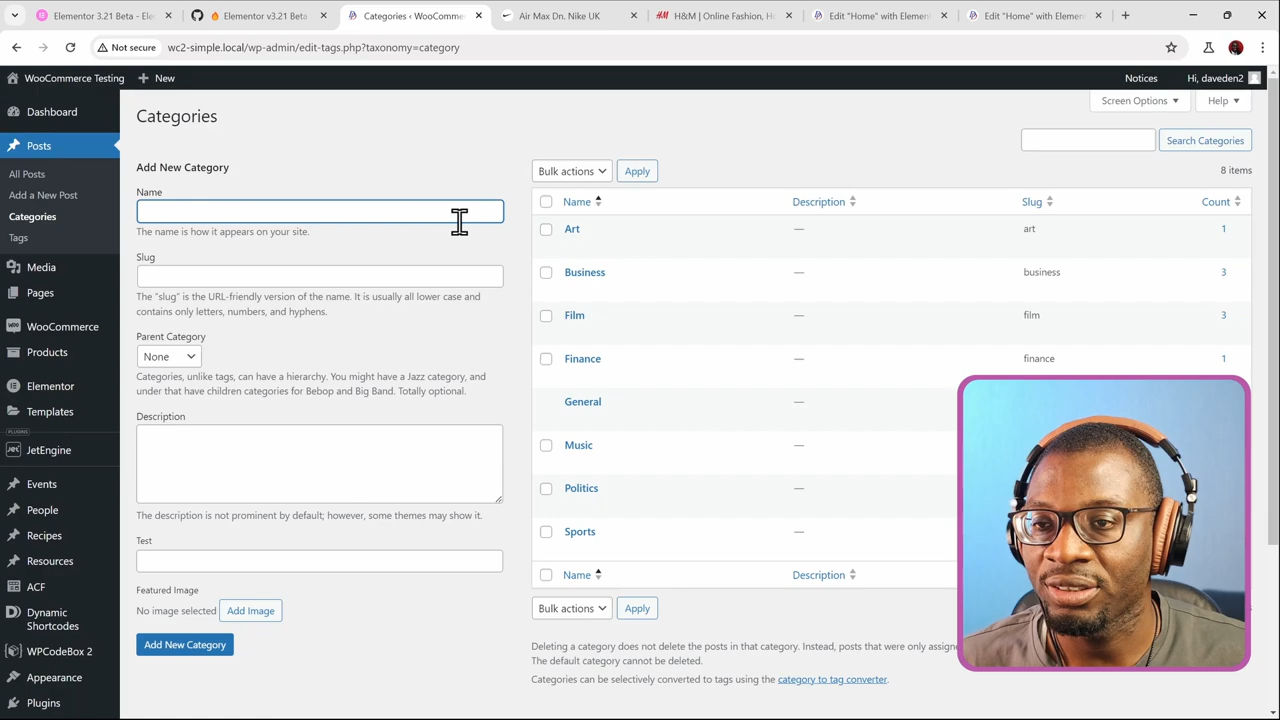 Elementor 3.21 Beta - Elemen
Elementor v3.21 Beta
Categories ‹ WooComme
Air Max Dn. Nike UK
H&M | Online Fashion, H
Edit "Home" with Element
Edit "Home" with Element
Not secure
wc2-simple.local/wp-admin/edit-tags.php?taxonomy=category
WooCommerce Testing
New
Notices
Hi, daveden2
Dashboard
Posts
All Posts
Add a New Post
Categories
Tags
Media
Pages
WooCommerce
Products
Elementor
Templates
PLUGINS
JetEngine
Events
People
Recipes
Resources
ACF
Dynamic
Shortcodes
WPCodeBox 2
Appearance
Plugins
Screen Options
Help
Categories
Search Categories
Add New Category
Name
The name is how it appears on your site.
Slug
The "slug" is the URL-friendly version of the name. It is usually all lower case and
contains only letters, numbers, and hyphens.
Parent Category
None
Categories, unlike tags, can have a hierarchy. You might have a Jazz category, and
under that have children categories for Bebop and Big Band. Totally optional.
Description
The description is not prominent by default; however, some themes may show it.
Test
Featured Image
No image selected
Add Image
Add New Category
Bulk actions
Apply
8 items
Name
Description
Slug
Count
Art
—
art
1
Business
—
business
3
Film
—
film
3
Finance
—
finance
1
General
—
Music
—
Politics
—
Sports
—
Name
Description
Bulk actions
Apply
Deleting a category does not delete the posts in that category. Instead, posts that were only assigne
The default category cannot be deleted.
Categories can be selectively converted to tags using the category to tag converter.